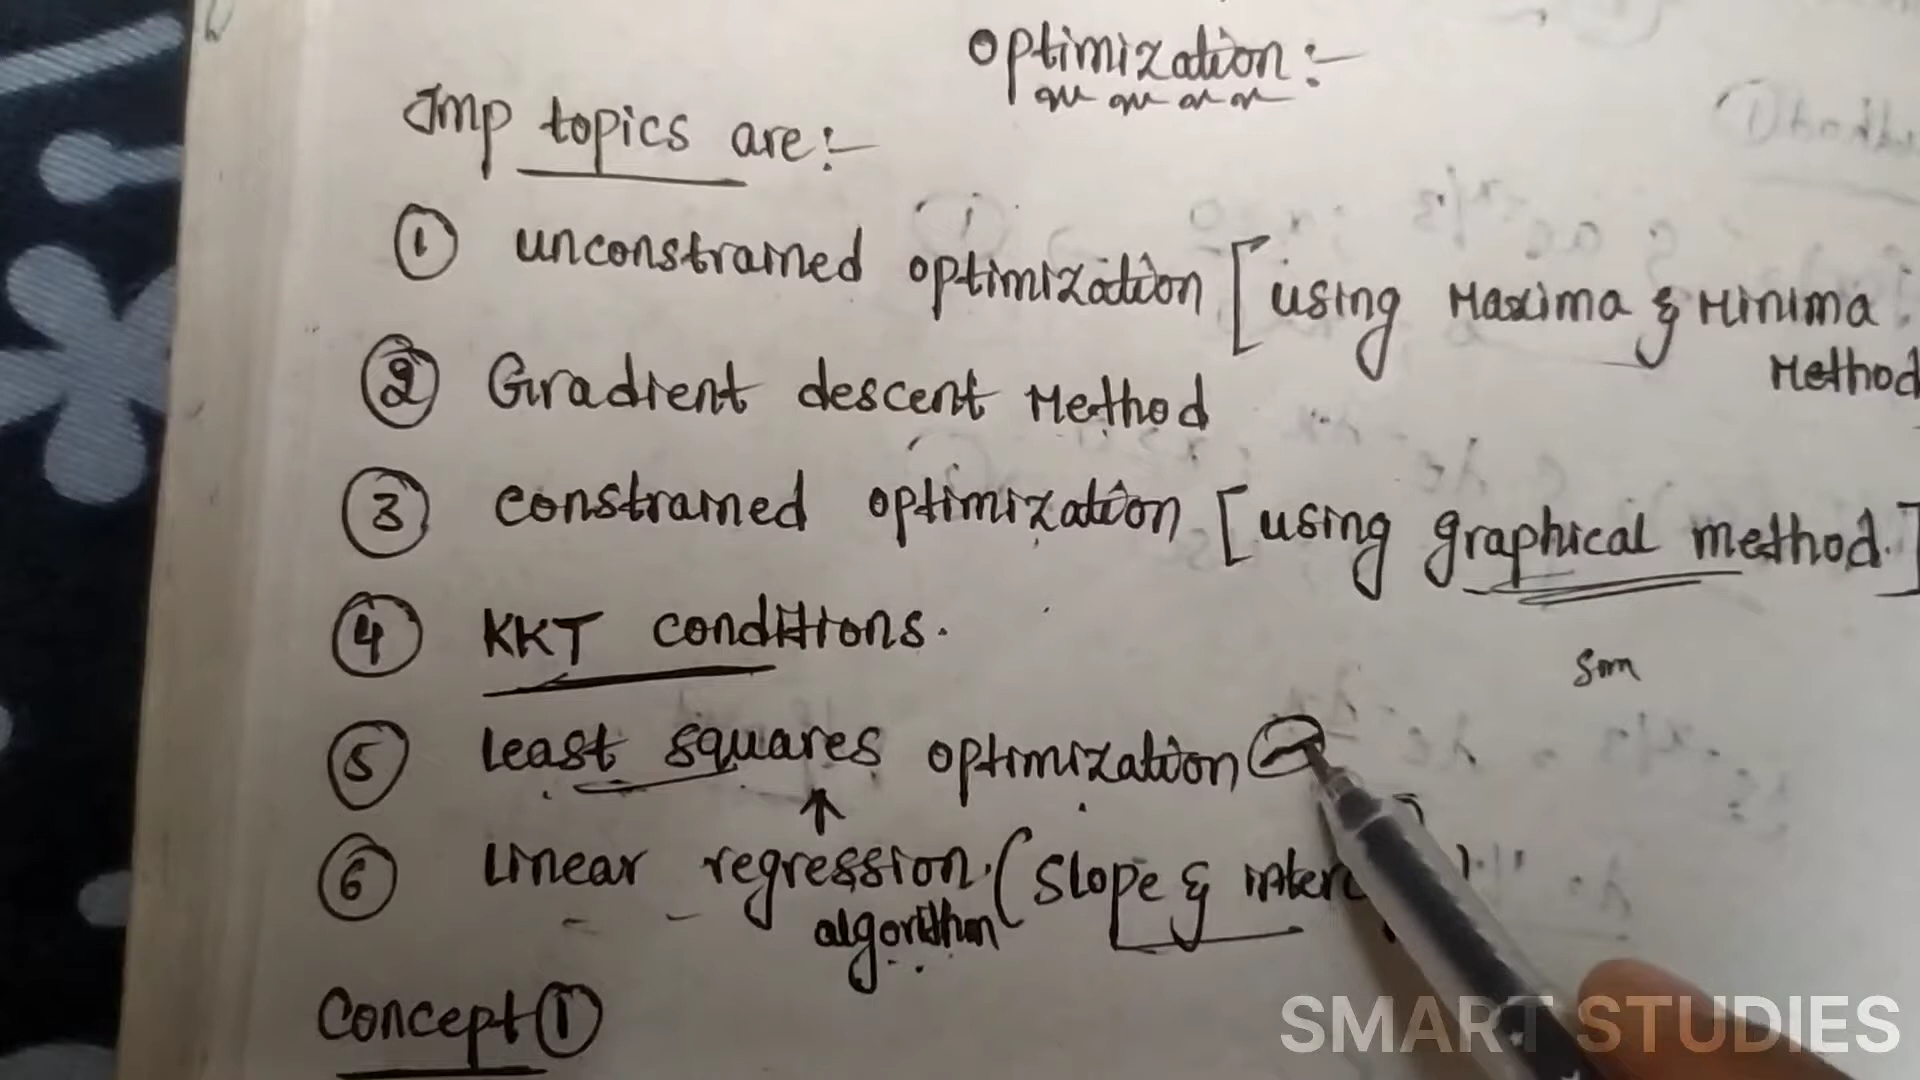 Optimization :-
Imp topics are :-
① unconstrained optimization [using Maxima & Minima Method
② Gradient descent Method
③ constrained optimization [using graphical method.]
④ KKT conditions.
Sm
⑤ Least squares optimization
↑
⑥ Linear regression. (slope &
algorithm
Concept ①
SMART STUDIES